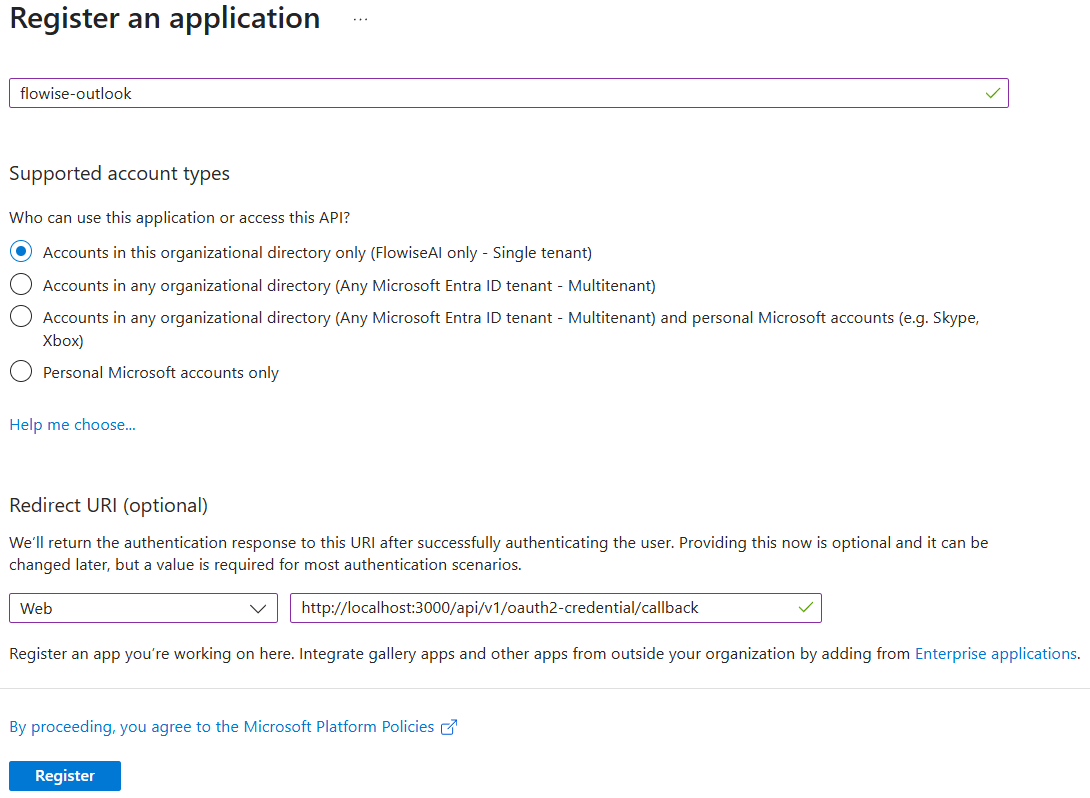 Register an application ...
flowise-outlook
Supported account types
Who can use this application or access this API?
Accounts in this organizational directory only (FlowiseAI only - Single tenant)
Accounts in any organizational directory (Any Microsoft Entra ID tenant - Multitenant)
Accounts in any organizational directory (Any Microsoft Entra ID tenant - Multitenant) and personal Microsoft accounts (e.g. Skype,
Xbox)
Personal Microsoft accounts only
Help me choose...
Redirect URI (optional)
We'll return the authentication response to this URI after successfully authenticating the user. Providing this now is optional and it can be
changed later, but a value is required for most authentication scenarios.
Web http://localhost:3000/api/v1/oauth2-credential/callback
Register an app you're working on here. Integrate gallery apps and other apps from outside your organization by adding from Enterprise applications.
By proceeding, you agree to the Microsoft Platform Policies
Register